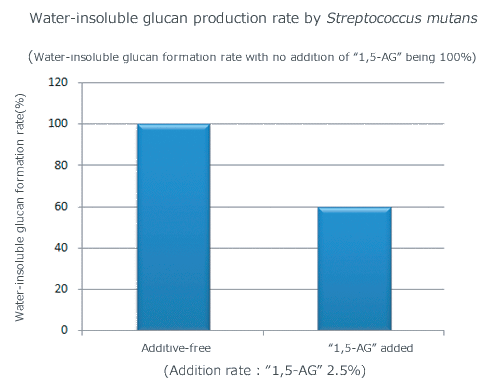 Water-insoluble glucan production rate by Streptococcus mutans
(Water-insoluble glucan formation rate with no addition of “1,5-AG” being 100%)
Water-insoluble glucan formation rate(%)
120
100
80
60
40
20
0
Additive-free “1,5-AG” added
(Addition rate : “1,5-AG” 2.5%)